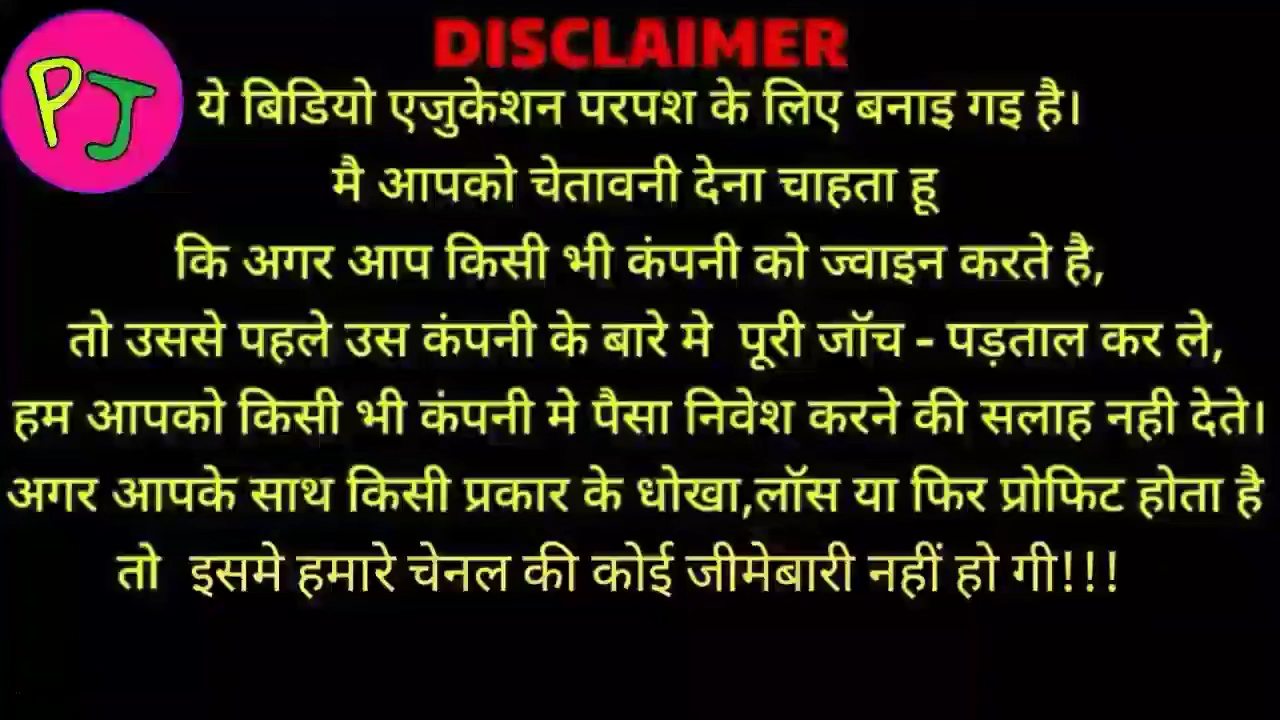 DISCLAIMER
PJ
ये बिडियो एजुकेशन परपश के लिए बनाइ गइ है।
मै आपको चेतावनी देना चाहता हू
कि अगर आप किसी भी कंपनी को ज्वाइन करते है,
तो उससे पहले उस कंपनी के बारे मे पूरी जॉच - पड़ताल कर ले,
हम आपको किसी भी कंपनी मे पैसा निवेश करने की सलाह नही देते।
अगर आपके साथ किसी प्रकार के धोखा,लॉस या फिर प्रोफिट होता है
तो इसमे हमारे चेनल की कोई जीमेबारी नहीं हो गी!!!